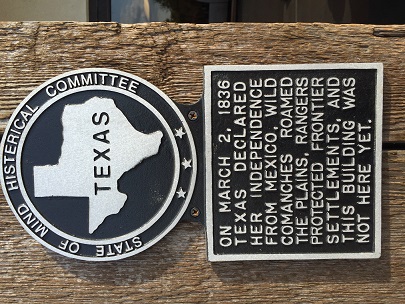 STATE OF MIND HISTERICAL COMMITTEE
TEXAS
ON MARCH 2, 1836
TEXAS DECLARED
HER INDEPENDENCE
FROM MEXICO, WILD
COMANCHES ROAMED
THE PLAINS, RANGERS
PROTECTED FRONTIER
SETTLEMENTS, AND
THIS BUILDING WAS
NOT HERE YET.